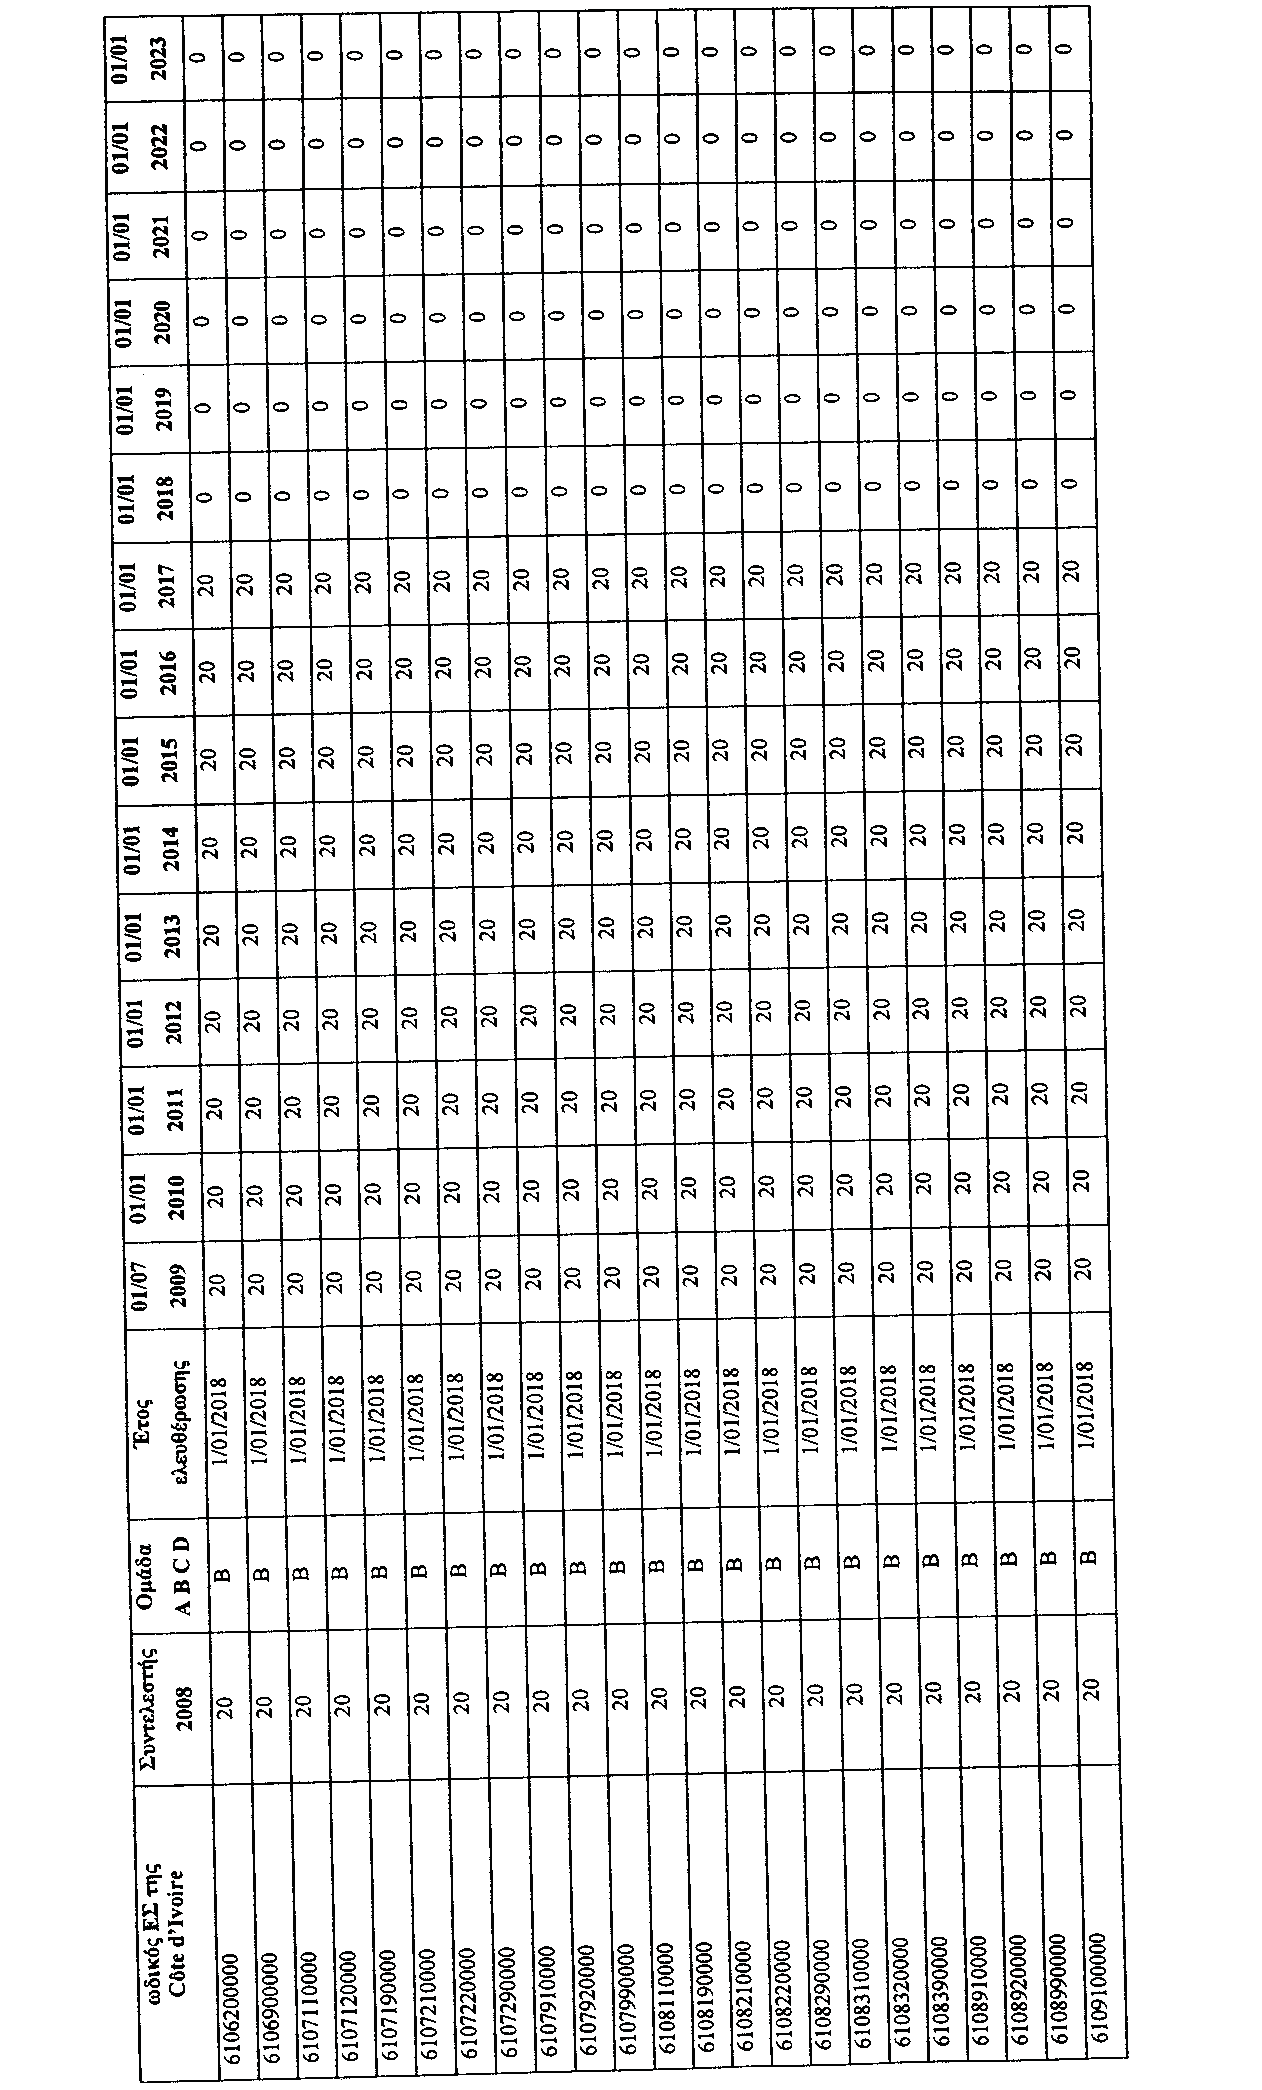 ωδικός ΕΣ της Côte d'Ivoire | Συντελεστής 2008 | Ομάδα A B C D | Έτος ελευθέρωσης | 01/07 2009 | 01/01 2010 | 01/01 2011 | 01/01 2012 | 01/01 2013 | 01/01 2014 | 01/01 2015 | 01/01 2016 | 01/01 2017 | 01/01 2018 | 01/01 2019 | 01/01 2020 | 01/01 2021 | 01/01 2022 | 01/01 2023
6106200000 | 20 | B | 1/01/2018 | 20 | 20 | 20 | 20 | 20 | 20 | 20 | 20 | 20 | 0 | 0 | 0 | 0 | 0 | 0
6106900000 | 20 | B | 1/01/2018 | 20 | 20 | 20 | 20 | 20 | 20 | 20 | 20 | 20 | 0 | 0 | 0 | 0 | 0 | 0
6107110000 | 20 | B | 1/01/2018 | 20 | 20 | 20 | 20 | 20 | 20 | 20 | 20 | 20 | 0 | 0 | 0 | 0 | 0 | 0
6107120000 | 20 | B | 1/01/2018 | 20 | 20 | 20 | 20 | 20 | 20 | 20 | 20 | 20 | 0 | 0 | 0 | 0 | 0 | 0
6107190000 | 20 | B | 1/01/2018 | 20 | 20 | 20 | 20 | 20 | 20 | 20 | 20 | 20 | 0 | 0 | 0 | 0 | 0 | 0
6107210000 | 20 | B | 1/01/2018 | 20 | 20 | 20 | 20 | 20 | 20 | 20 | 20 | 20 | 0 | 0 | 0 | 0 | 0 | 0
6107220000 | 20 | B | 1/01/2018 | 20 | 20 | 20 | 20 | 20 | 20 | 20 | 20 | 20 | 0 | 0 | 0 | 0 | 0 | 0
6107290000 | 20 | B | 1/01/2018 | 20 | 20 | 20 | 20 | 20 | 20 | 20 | 20 | 20 | 0 | 0 | 0 | 0 | 0 | 0
6107910000 | 20 | B | 1/01/2018 | 20 | 20 | 20 | 20 | 20 | 20 | 20 | 20 | 20 | 0 | 0 | 0 | 0 | 0 | 0
6107920000 | 20 | B | 1/01/2018 | 20 | 20 | 20 | 20 | 20 | 20 | 20 | 20 | 20 | 0 | 0 | 0 | 0 | 0 | 0
6107990000 | 20 | B | 1/01/2018 | 20 | 20 | 20 | 20 | 20 | 20 | 20 | 20 | 20 | 0 | 0 | 0 | 0 | 0 | 0
6108110000 | 20 | B | 1/01/2018 | 20 | 20 | 20 | 20 | 20 | 20 | 20 | 20 | 20 | 0 | 0 | 0 | 0 | 0 | 0
6108190000 | 20 | B | 1/01/2018 | 20 | 20 | 20 | 20 | 20 | 20 | 20 | 20 | 20 | 0 | 0 | 0 | 0 | 0 | 0
6108210000 | 20 | B | 1/01/2018 | 20 | 20 | 20 | 20 | 20 | 20 | 20 | 20 | 20 | 0 | 0 | 0 | 0 | 0 | 0
6108220000 | 20 | B | 1/01/2018 | 20 | 20 | 20 | 20 | 20 | 20 | 20 | 20 | 20 | 0 | 0 | 0 | 0 | 0 | 0
6108290000 | 20 | B | 1/01/2018 | 20 | 20 | 20 | 20 | 20 | 20 | 20 | 20 | 20 | 0 | 0 | 0 | 0 | 0 | 0
6108310000 | 20 | B | 1/01/2018 | 20 | 20 | 20 | 20 | 20 | 20 | 20 | 20 | 20 | 0 | 0 | 0 | 0 | 0 | 0
6108320000 | 20 | B | 1/01/2018 | 20 | 20 | 20 | 20 | 20 | 20 | 20 | 20 | 20 | 0 | 0 | 0 | 0 | 0 | 0
6108390000 | 20 | B | 1/01/2018 | 20 | 20 | 20 | 20 | 20 | 20 | 20 | 20 | 20 | 0 | 0 | 0 | 0 | 0 | 0
6108910000 | 20 | B | 1/01/2018 | 20 | 20 | 20 | 20 | 20 | 20 | 20 | 20 | 20 | 0 | 0 | 0 | 0 | 0 | 0
6108920000 | 20 | B | 1/01/2018 | 20 | 20 | 20 | 20 | 20 | 20 | 20 | 20 | 20 | 0 | 0 | 0 | 0 | 0 | 0
6108990000 | 20 | B | 1/01/2018 | 20 | 20 | 20 | 20 | 20 | 20 | 20 | 20 | 20 | 0 | 0 | 0 | 0 | 0 | 0
6109100000 | 20 | B | 1/01/2018 | 20 | 20 | 20 | 20 | 20 | 20 | 20 | 20 | 20 | 0 | 0 | 0 | 0 | 0 | 0